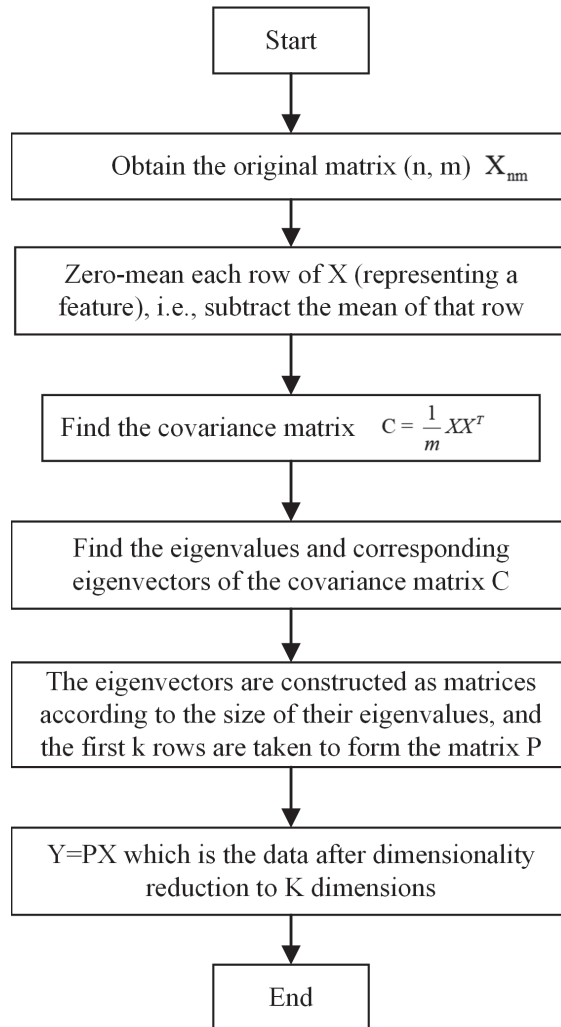 Start
Obtain the original matrix (n, m) X_nm
Zero-mean each row of X (representing a
feature), i.e., subtract the mean of that row
Find the covariance matrix C = 1/m XX^T
Find the eigenvalues and corresponding
eigenvectors of the covariance matrix C
The eigenvectors are constructed as matrices
according to the size of their eigenvalues, and
the first k rows are taken to form the matrix P
Y=PX which is the data after dimensionality
reduction to K dimensions
End